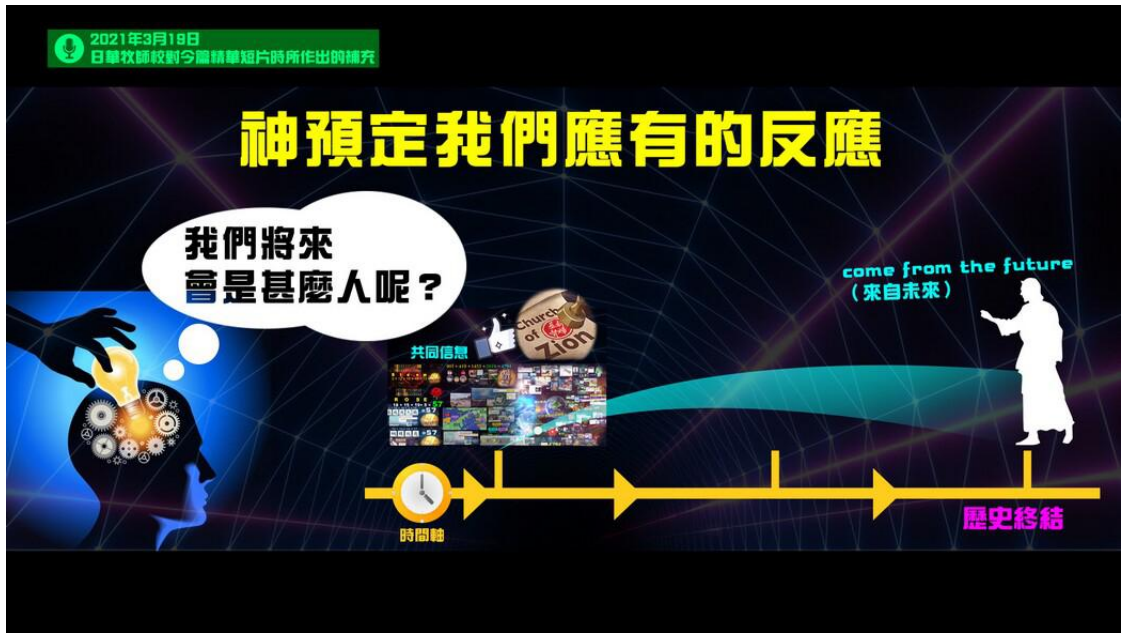 2021年3月19日
日華牧師校對今篇精華短片時所作出的補充
神預定我們應有的反應
我們將來
會是甚麼人呢？
come from the future
（來自未來）
Church
of
Zion
共同信息
時間軸
歷史終結